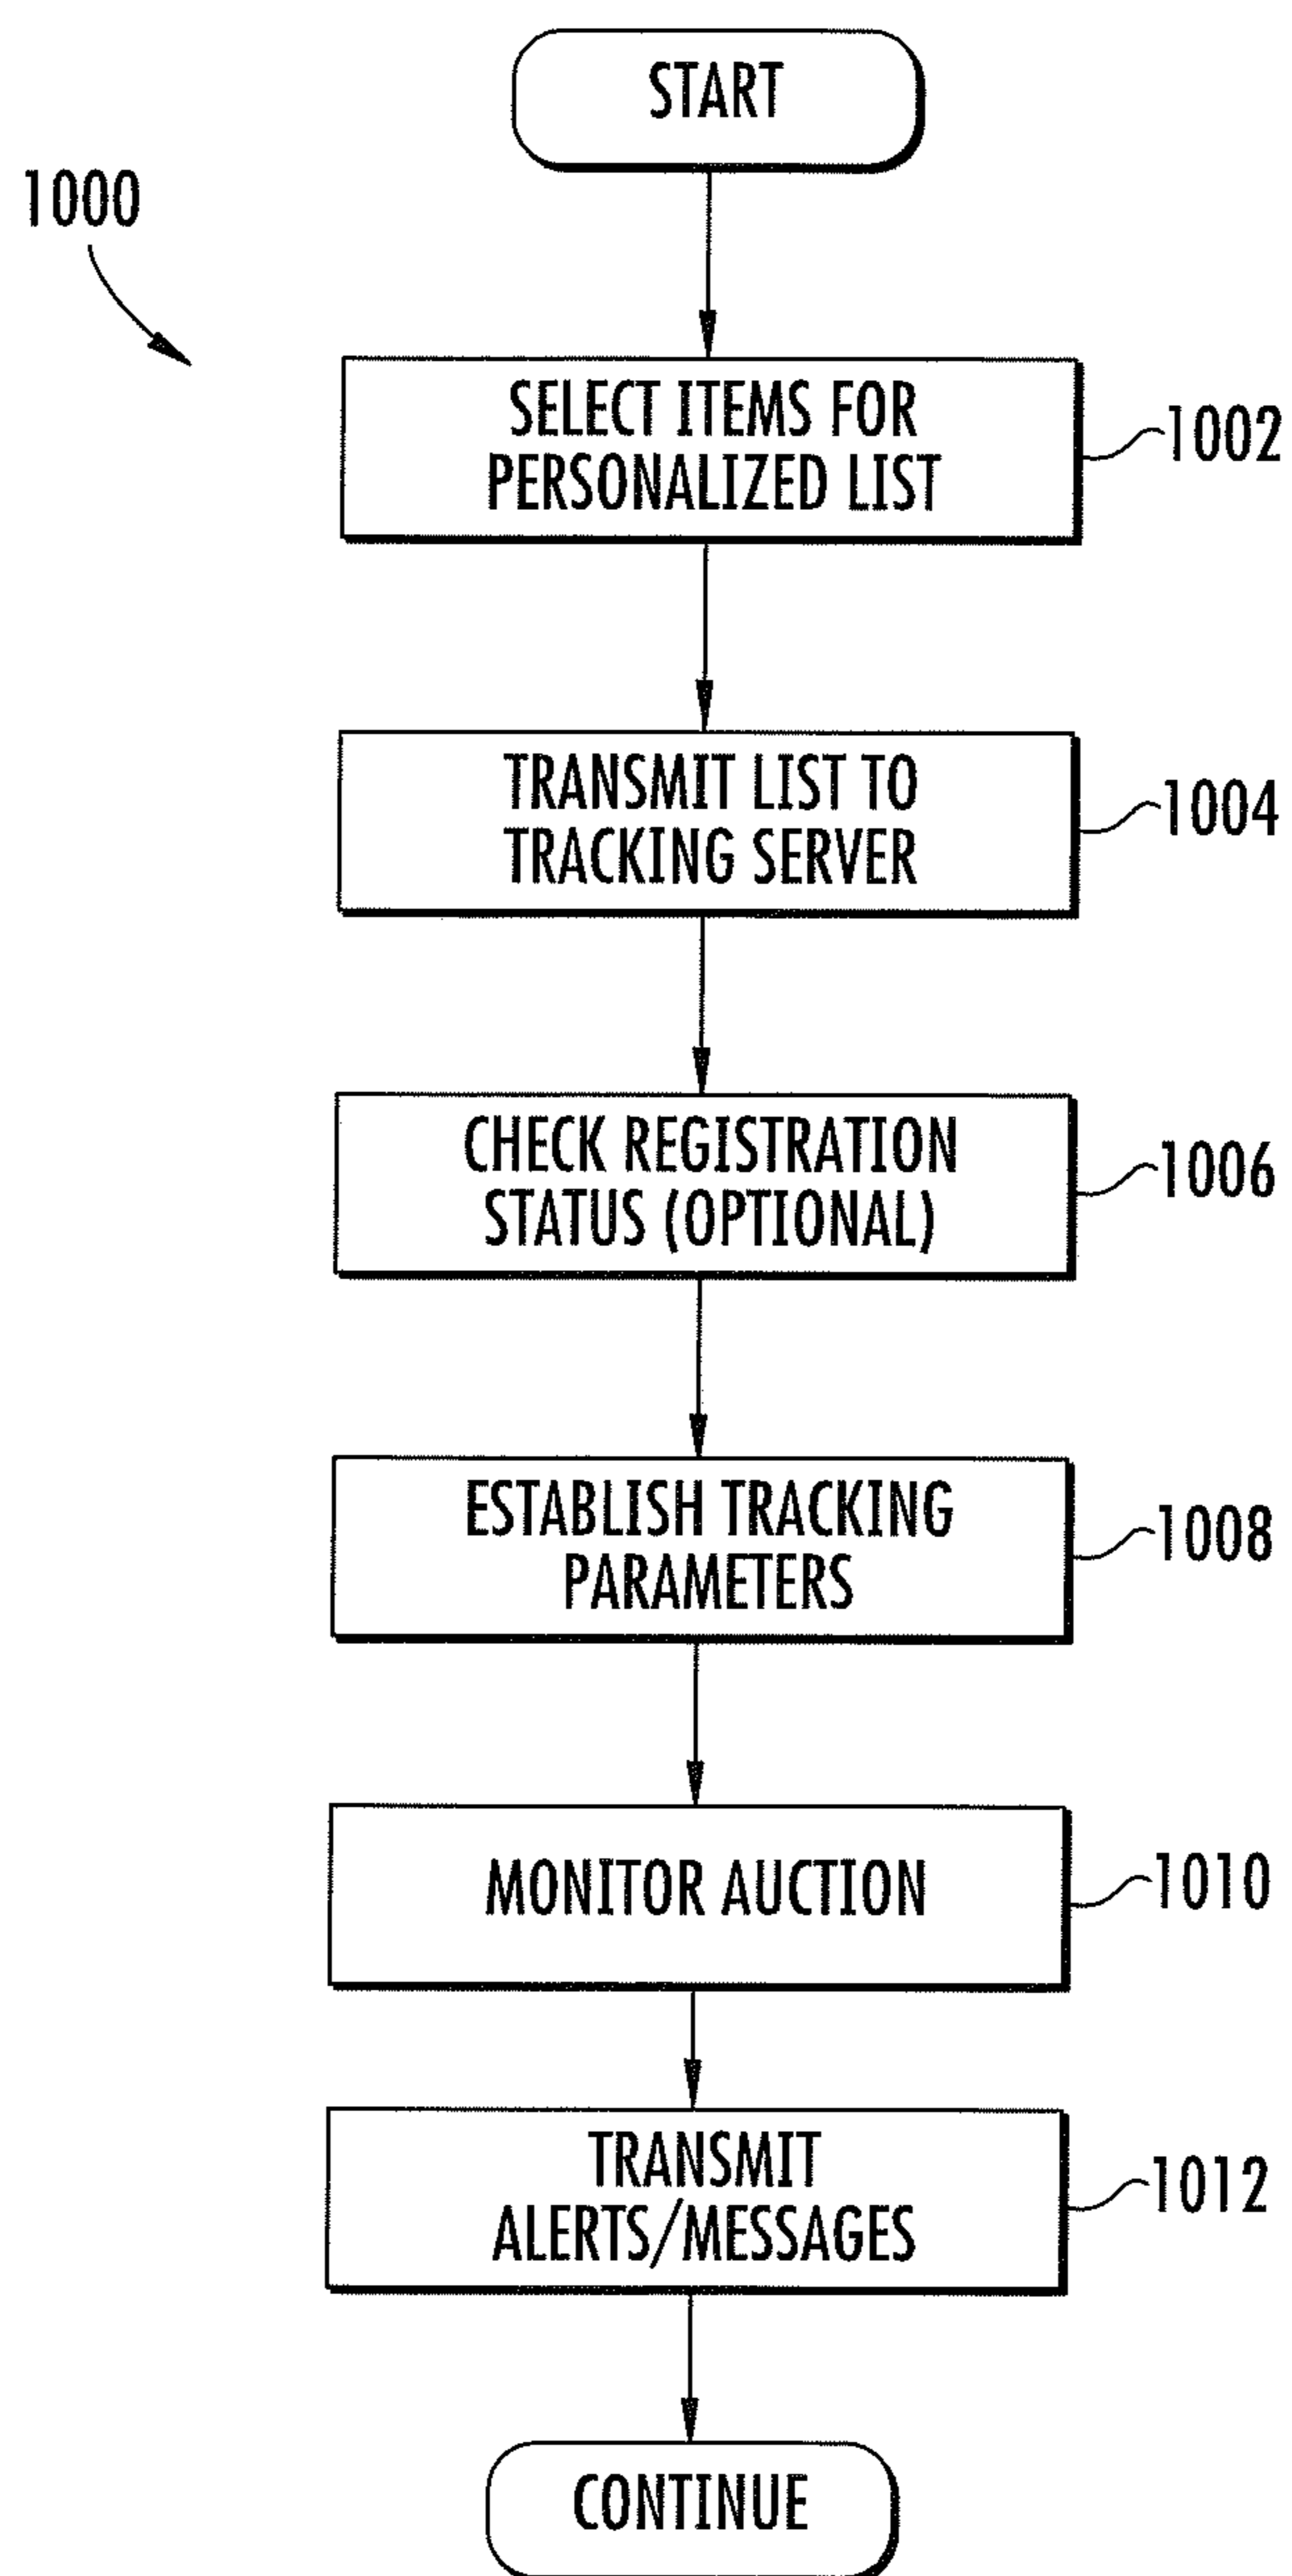 START
1000
SELECT ITEMS FOR
PERSONALIZED LIST
1002
TRANSMIT LIST TO
TRACKING SERVER
1004
CHECK REGISTRATION
STATUS (OPTIONAL)
1006
ESTABLISH TRACKING
PARAMETERS
1008
MONITOR AUCTION
1010
TRANSMIT
ALERTS/MESSAGES
1012
CONTINUE